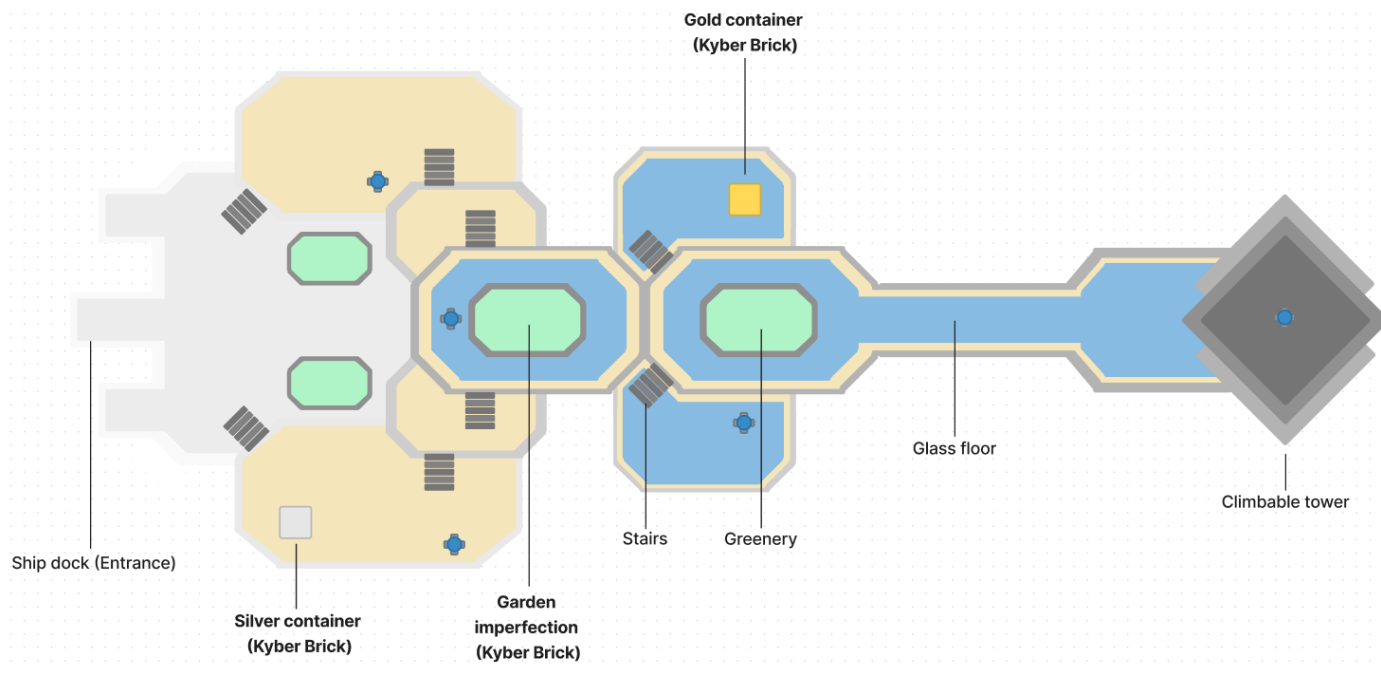 Gold container
(Kyber Brick)
Glass floor
Climbable tower
Stairs
Greenery
Ship dock (Entrance)
Silver container
(Kyber Brick)
Garden
imperfection
(Kyber Brick)